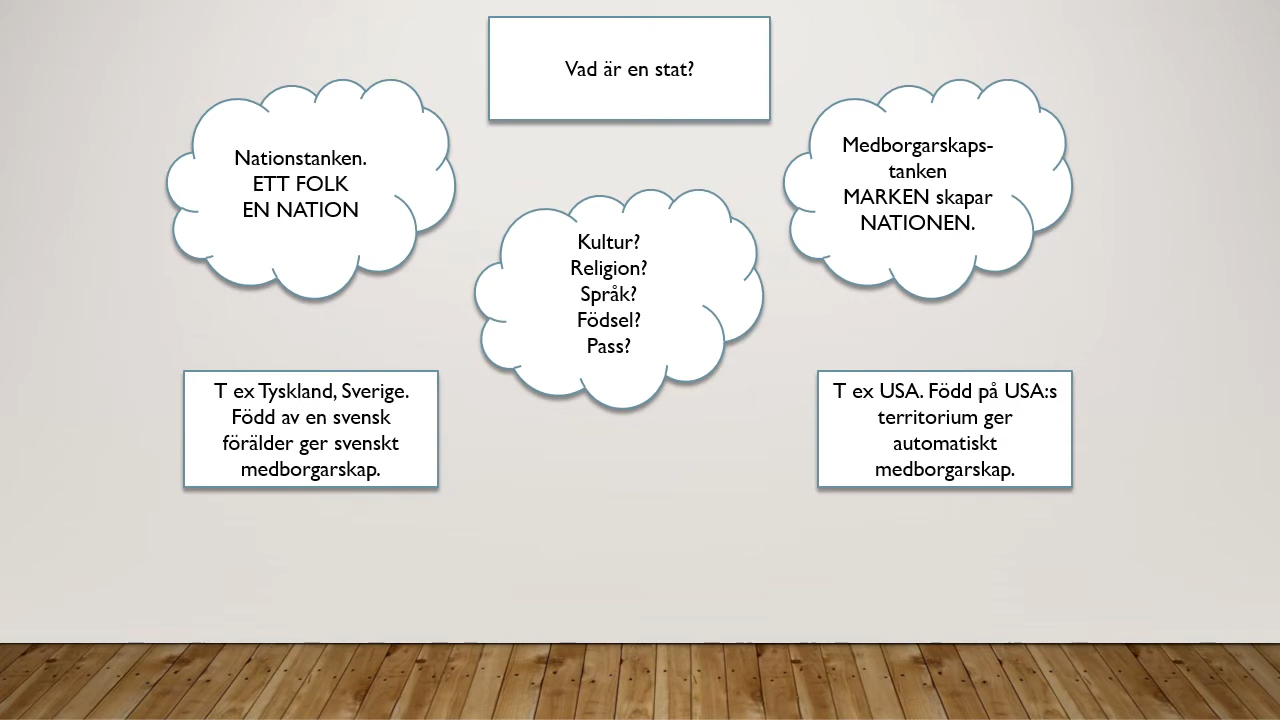 Vad är en stat?
Nationstanken.
ETT FOLK
EN NATION
Medborgarskaps-
tanken
MARKEN skapar
NATIONEN.
Kultur?
Religion?
Språk?
Födsel?
Pass?
T ex Tyskland, Sverige.
Född av en svensk
förälder ger svenskt
medborgarskap.
T ex USA. Född på USA:s
territorium ger
automatiskt
medborgarskap.